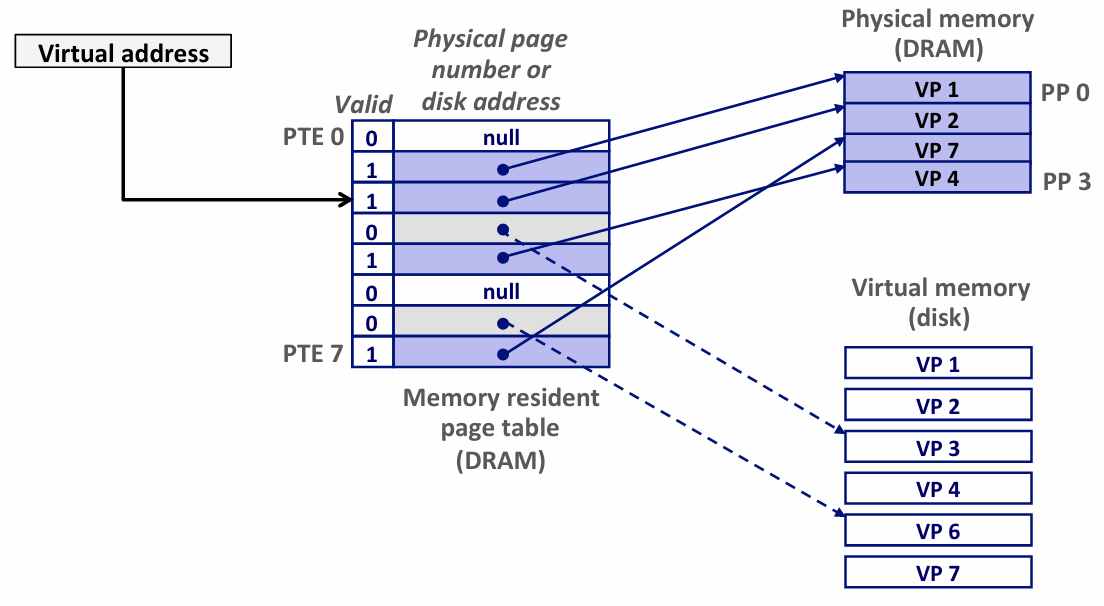 Virtual address
Physical page
number or
disk address
Valid
PTE 0
0
null
1
1
0
1
0
null
0
PTE 7
1
Memory resident
page table
(DRAM)
Physical memory
(DRAM)
VP 1
PP 0
VP 2
VP 7
VP 4
PP 3
Virtual memory
(disk)
VP 1
VP 2
VP 3
VP 4
VP 6
VP 7